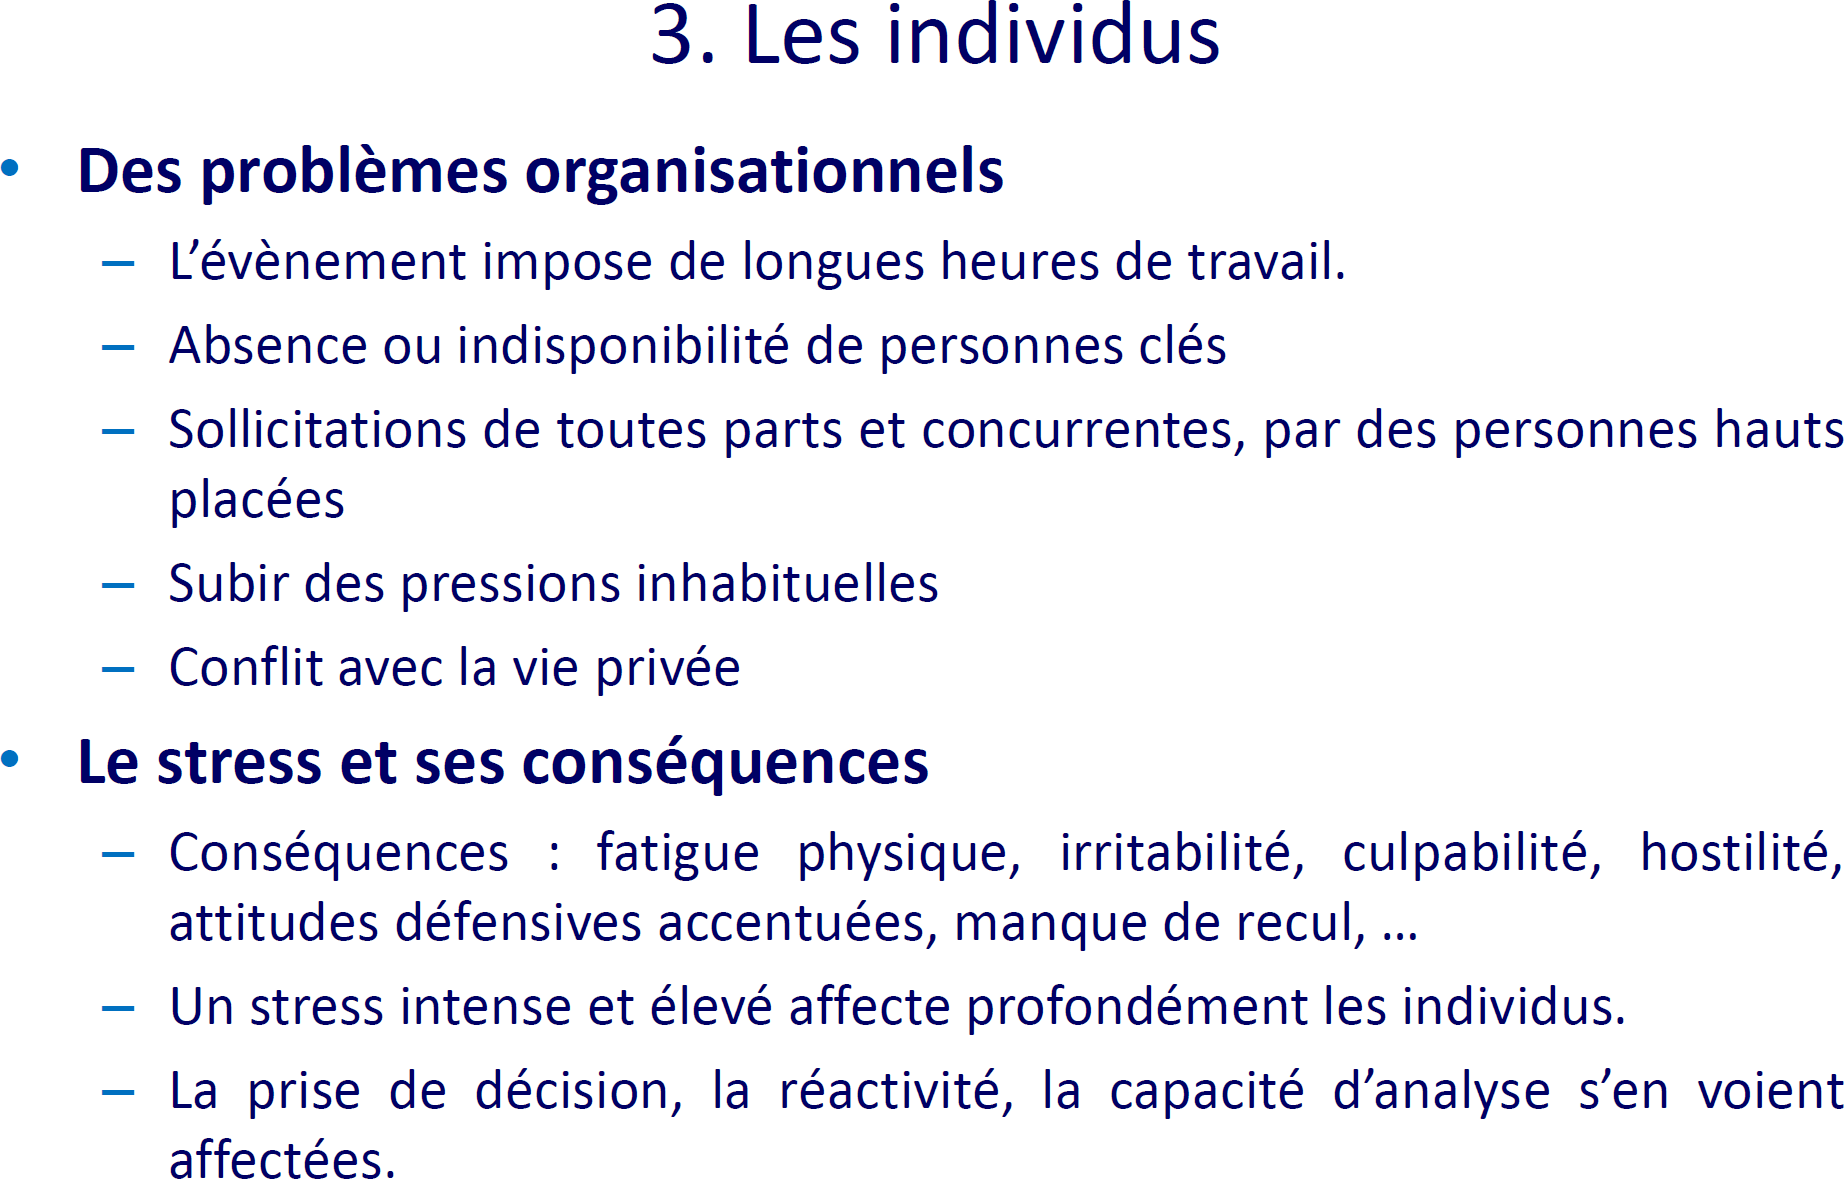 3. Les individus
• Des problèmes organisationnels
– L’évènement impose de longues heures de travail.
– Absence ou indisponibilité de personnes clés
– Sollicitations de toutes parts et concurrentes, par des personnes hauts
placées
– Subir des pressions inhabituelles
– Conflit avec la vie privée
• Le stress et ses conséquences
– Conséquences : fatigue physique, irritabilité, culpabilité, hostilité,
attitudes défensives accentuées, manque de recul, …
– Un stress intense et élevé affecte profondément les individus.
– La prise de décision, la réactivité, la capacité d’analyse s’en voient
affectées.